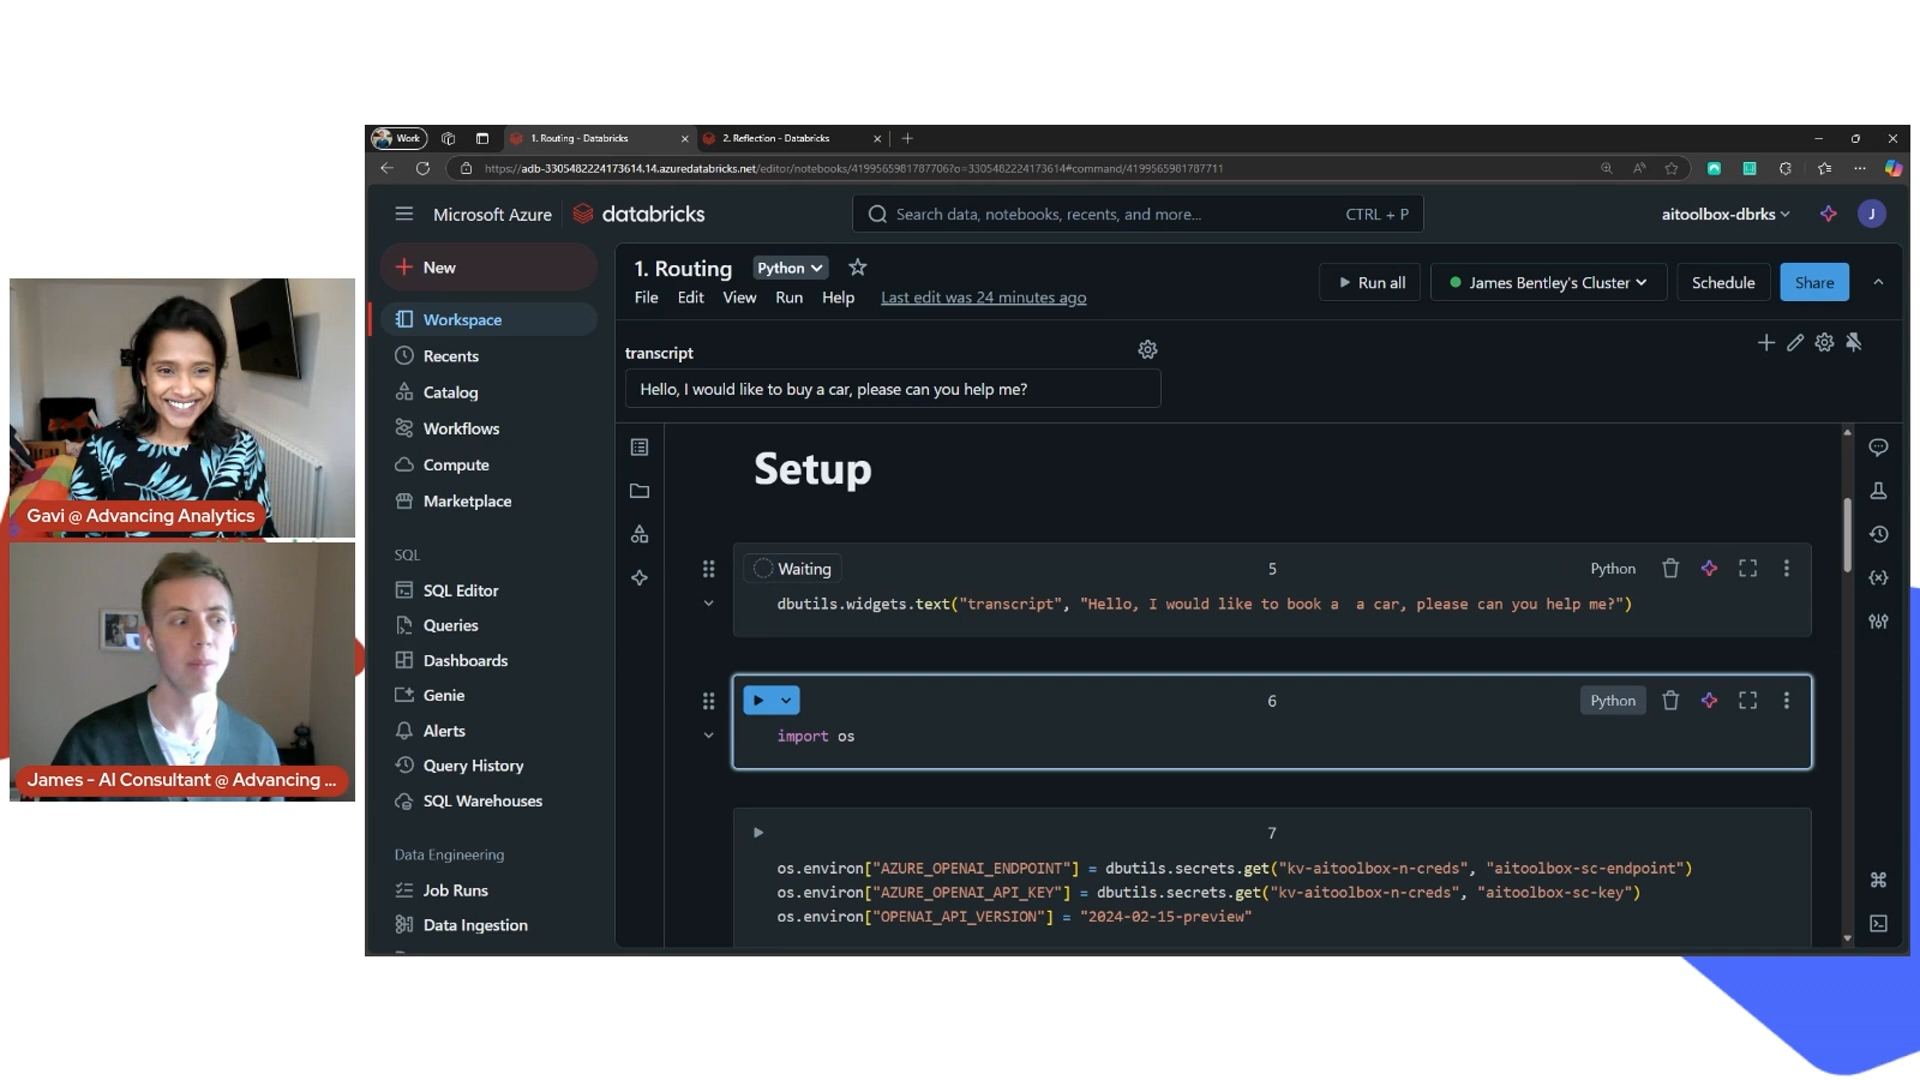 Work
1. Routing - Databricks
2. Reflection - Databricks
https://adb-3305482224173614.14.azuredatabricks.net/editor/notebooks/4199565981787706?o=3305482224173614#command/4199565981787711
Microsoft Azure
databricks
Search data, notebooks, recents, and more...
CTRL + P
aitoolbox-dbrks
J
New
Workspace
Recents
Catalog
Workflows
Compute
Marketplace
SQL
SQL Editor
Queries
Dashboards
Genie
Alerts
Query History
SQL Warehouses
Data Engineering
Job Runs
Data Ingestion
1. Routing
Python
File Edit View Run Help Last edit was 24 minutes ago
Run all
James Bentley's Cluster
Schedule
Share
transcript
Hello, I would like to buy a car, please can you help me?
Setup
Waiting
5
Python
dbutils.widgets.text("transcript", "Hello, I would like to book a  a car, please can you help me?")
6
Python
import os
7
os.environ["AZURE_OPENAI_ENDPOINT"] = dbutils.secrets.get("kv-aitoolbox-n-creds", "aitoolbox-sc-endpoint")
os.environ["AZURE_OPENAI_API_KEY"] = dbutils.secrets.get("kv-aitoolbox-n-creds", "aitoolbox-sc-key")
os.environ["OPENAI_API_VERSION"] = "2024-02-15-preview"
Gavi @ Advancing Analytics
James - AI Consultant @ Advancing ...